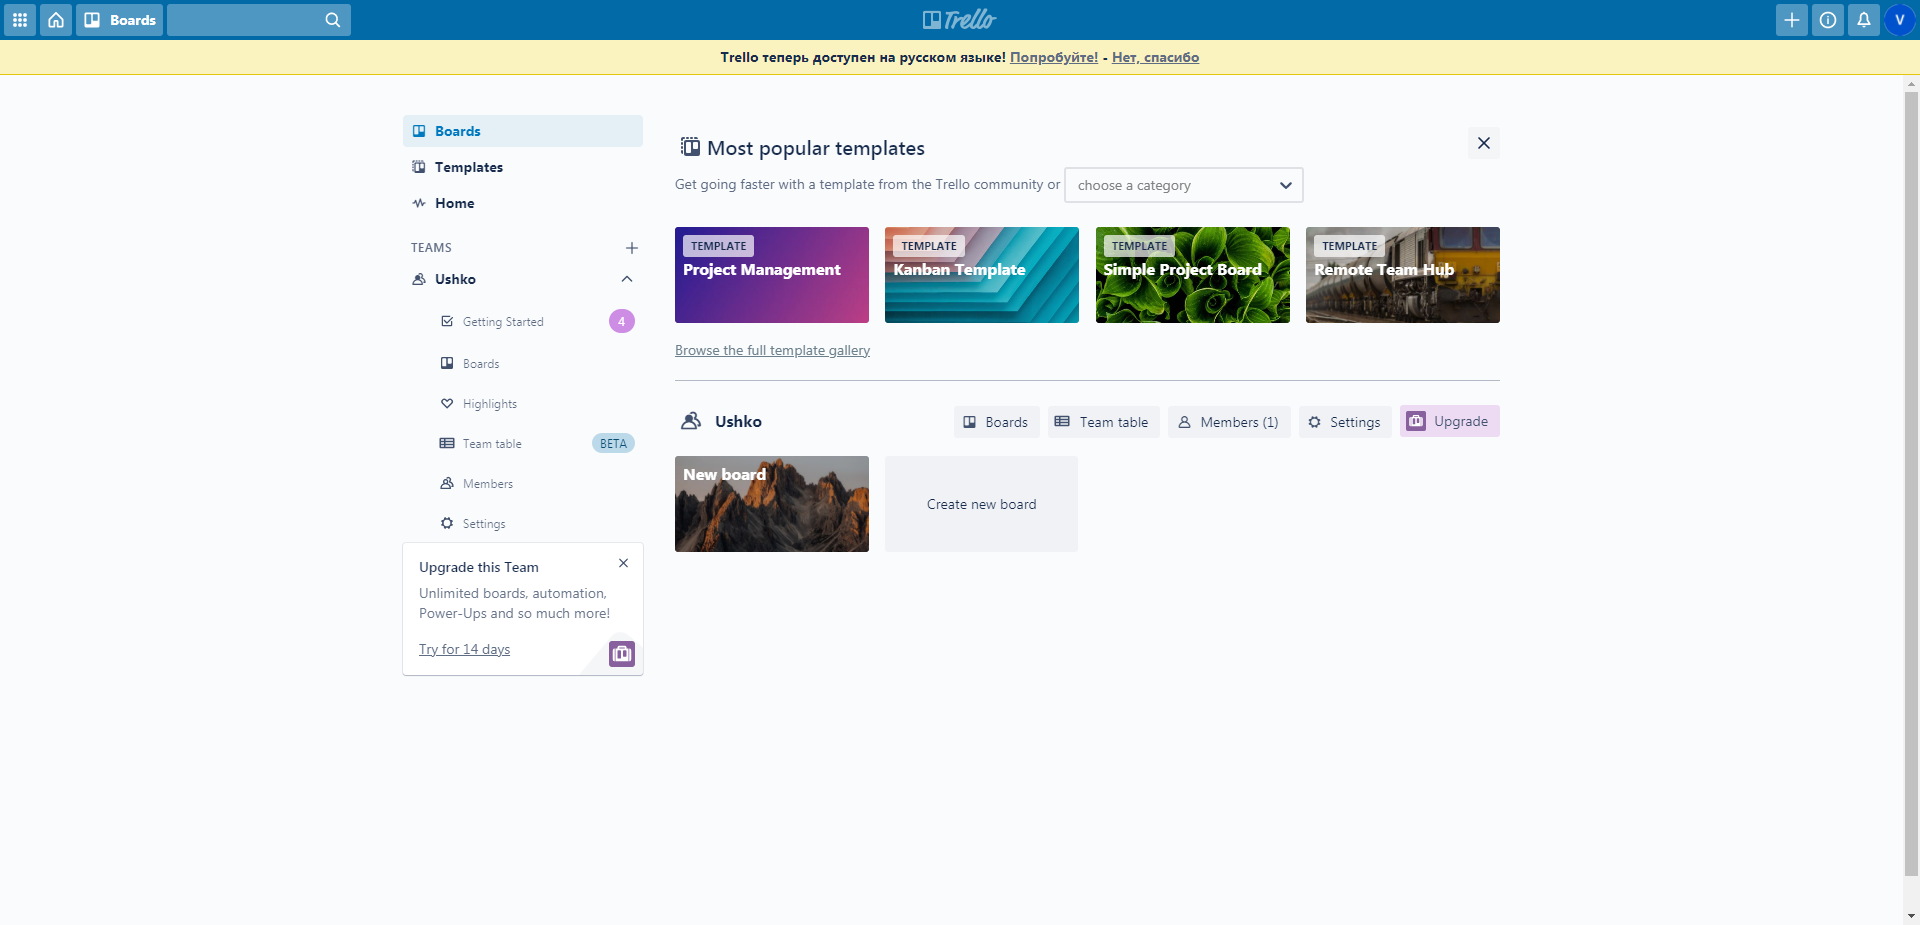 Boards
Trello
V
Trello теперь доступен на русском языке! Попробуйте! - Нет, спасибо
Boards
Templates
Home
TEAMS
Ushko
Getting Started 4
Boards
Highlights
Team table BETA
Members
Settings
Upgrade this Team
Unlimited boards, automation,
Power-Ups and so much more!
Try for 14 days
Most popular templates
Get going faster with a template from the Trello community or choose a category
TEMPLATE
Project Management
TEMPLATE
Kanban Template
TEMPLATE
Simple Project Board
TEMPLATE
Remote Team Hub
Browse the full template gallery
Ushko Boards Team table Members (1) Settings Upgrade
New board
Create new board